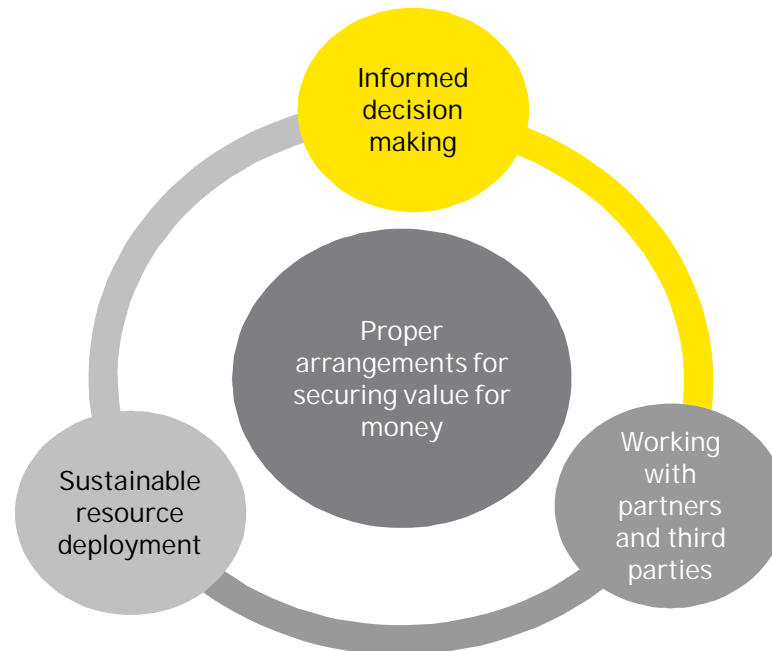 Informed
decision
making
Proper
arrangements for
securing value for
money
Sustainable
resource
deployment
Working
with
partners
and third
parties